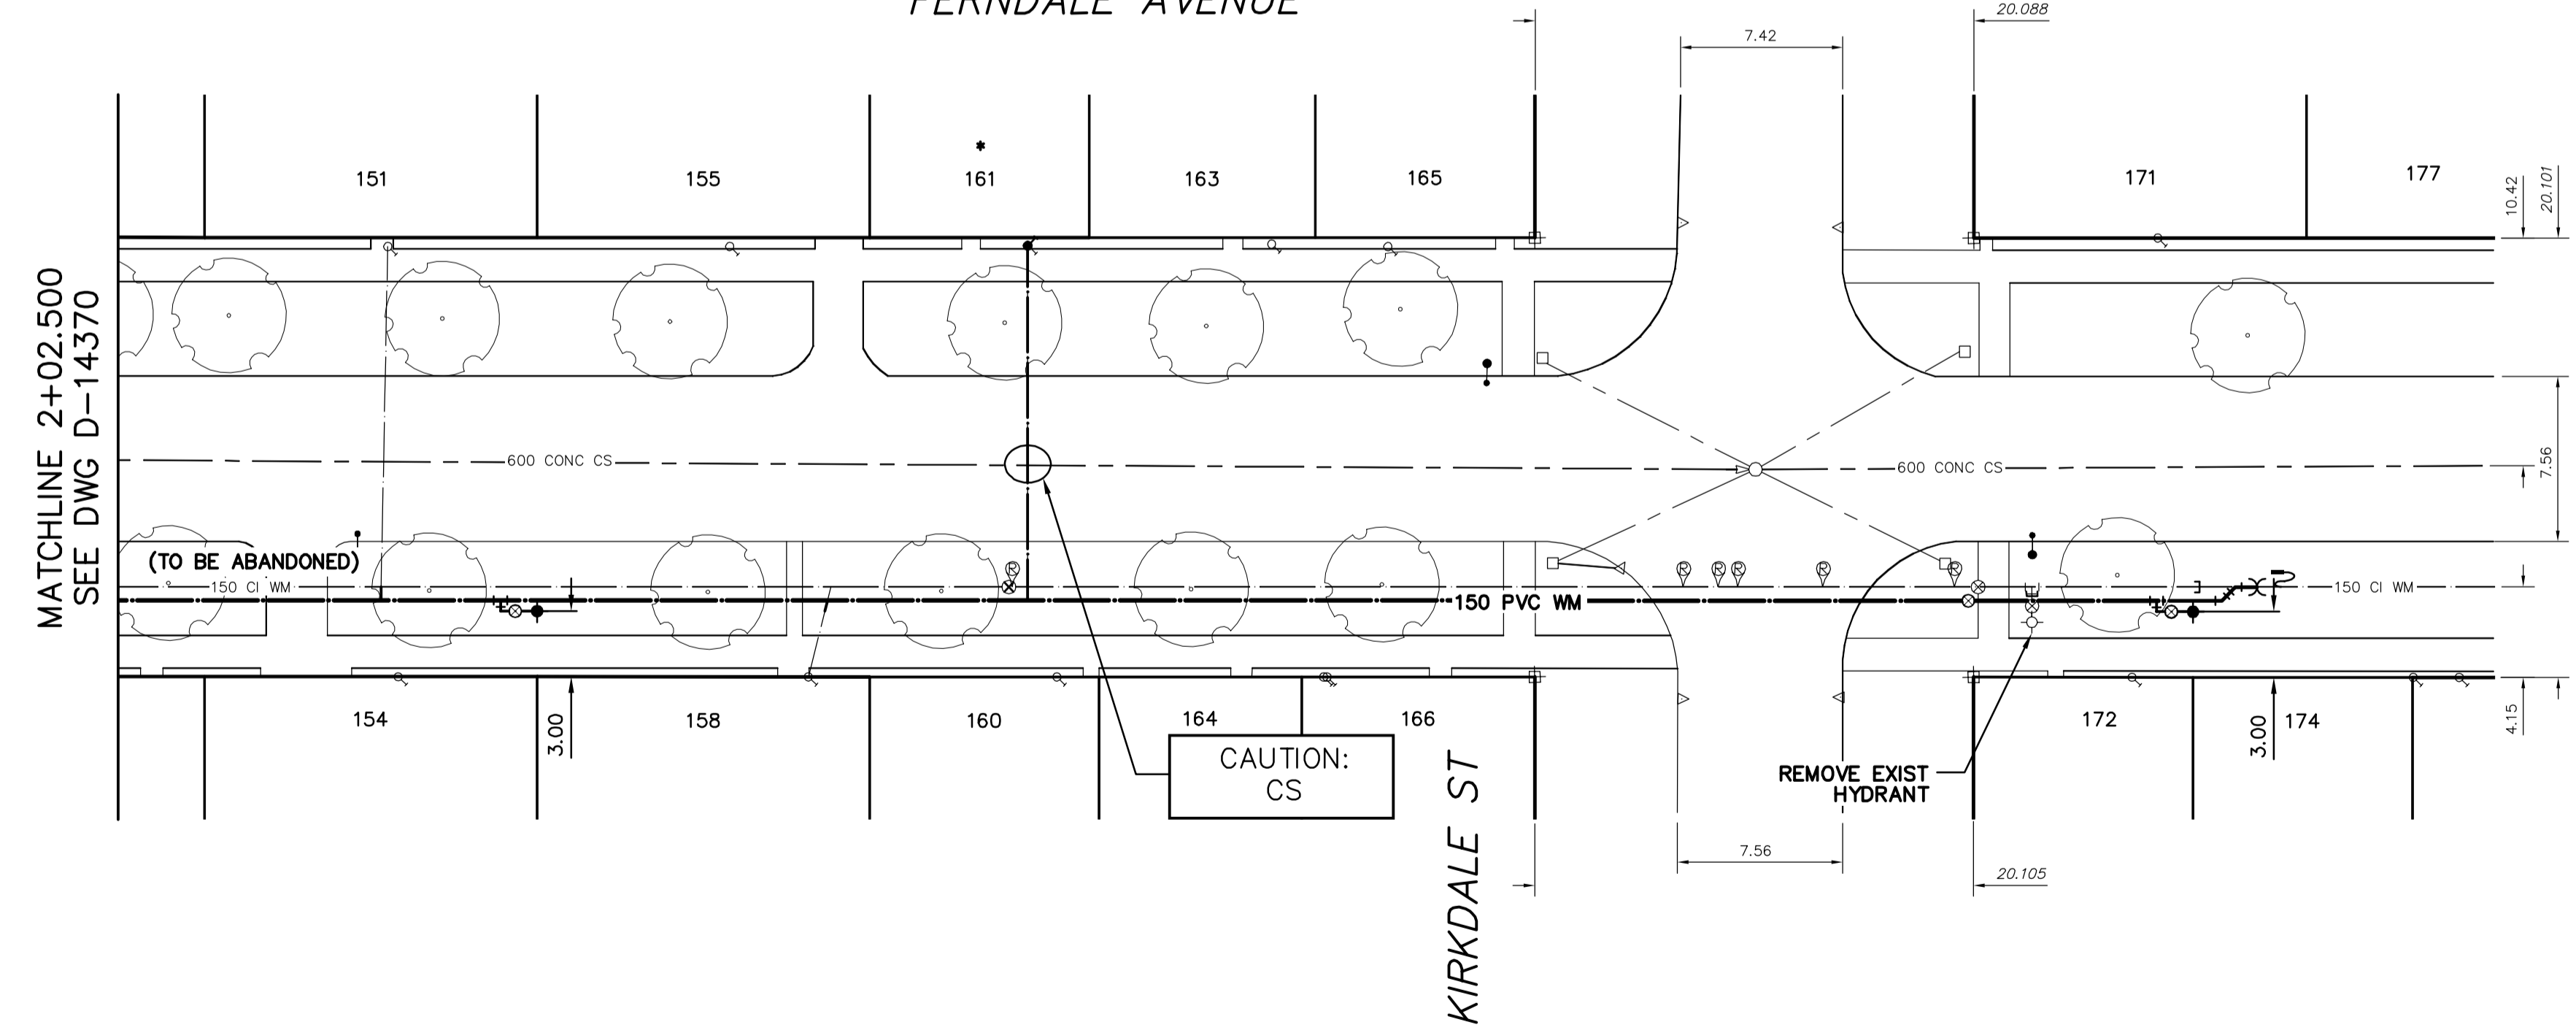 FERNDALE AVENUE
20.088
7.42
151
155
161
*
163
165
171
177
10.42
20.101
MATCHLINE 2+02.500
SEE DWG D-14370
600 CONC CS
600 CONC CS
7.56
(TO BE ABANDONED)
150 CI WM
R
R
R
R
R
R
150 PVC WM
150 CI WM
154
3.00
158
160
164
166
172
3.00
174
4.15
CAUTION:
CS
REMOVE EXIST
HYDRANT
KIRKDALE ST
7.56
20.105